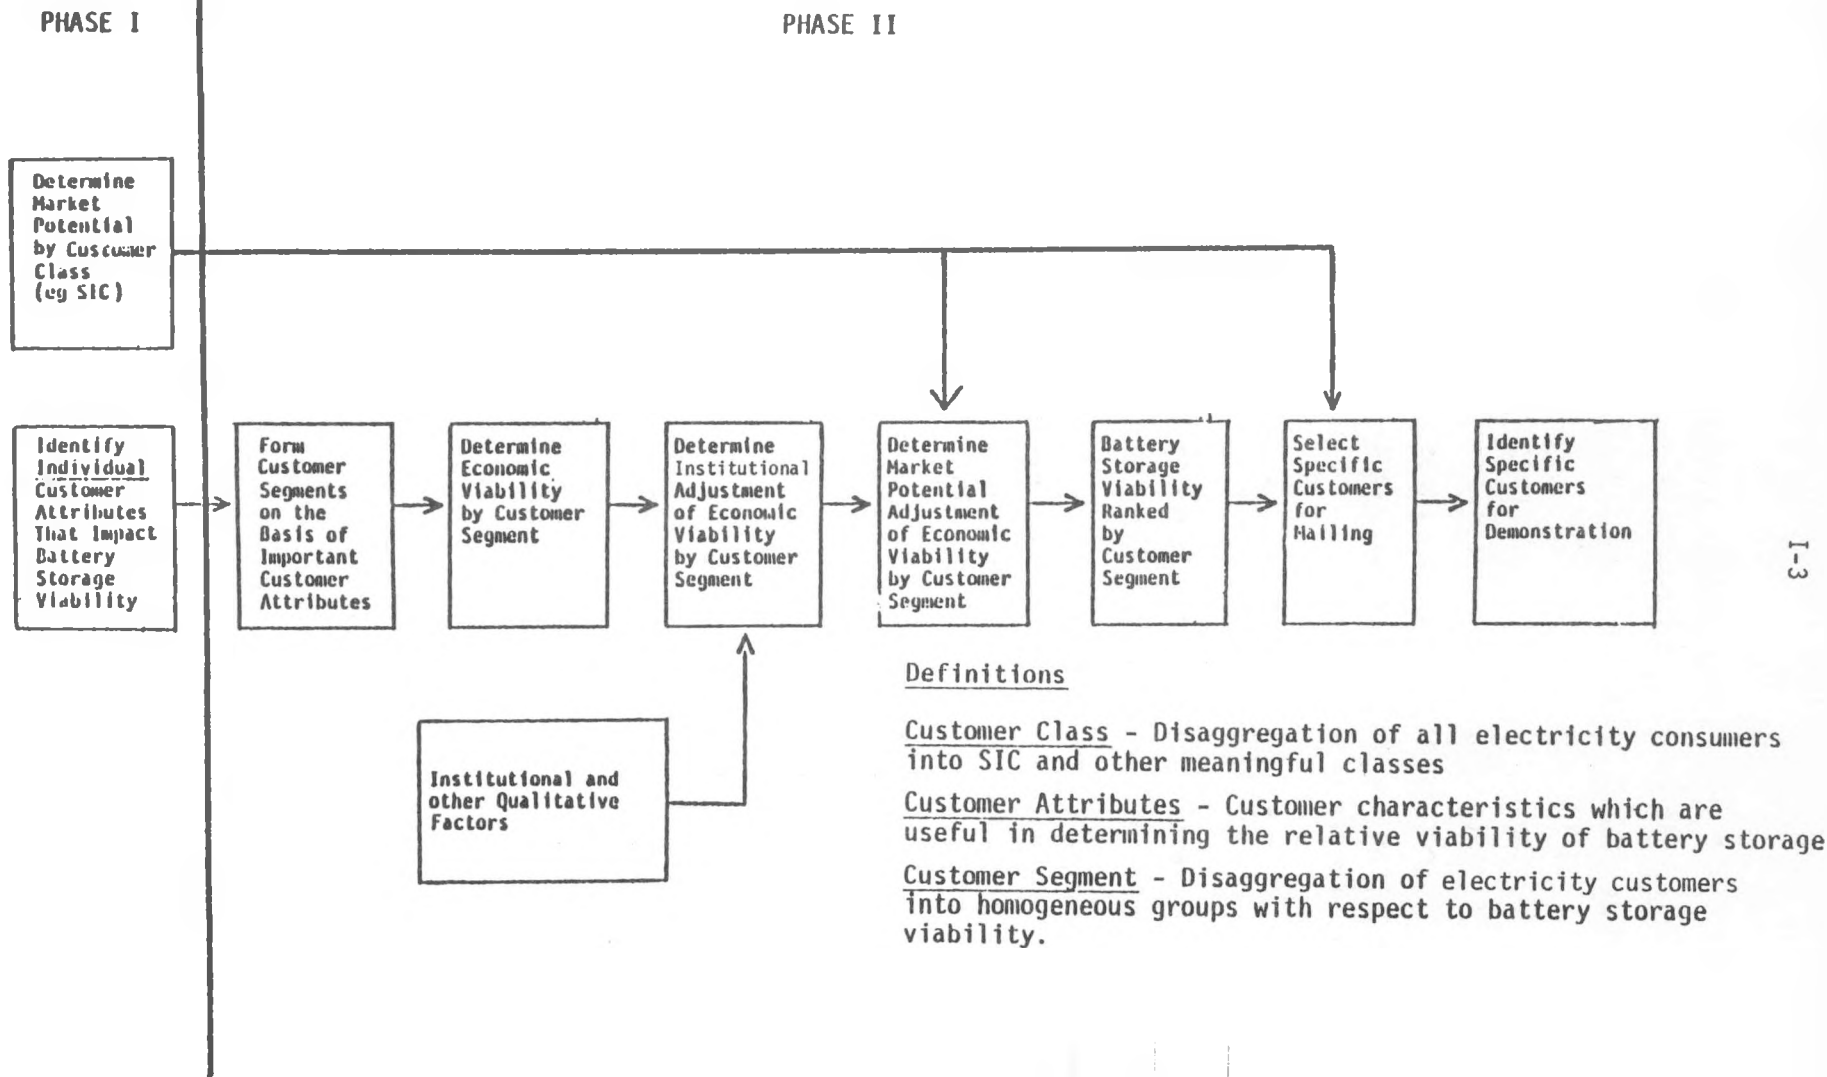 PHASE I
PHASE II
Determine
Market
Potential
by Customer
Class
(eg SIC)
Identify
Individual
Customer
Attributes
That Impact
Battery
Storage
Viability
Form
Customer
Segments
on the
Basis of
Important
Customer
Attributes
Determine
Economic
Viability
by Customer
Segment
Determine
Institutional
Adjustment
of Economic
Viability
by Customer
Segment
Determine
Market
Potential
Adjustment
of Economic
Viability
by Customer
Segment
Battery
Storage
Viability
Ranked
by
Customer
Segment
Select
Specific
Customers
for
Mailing
Identify
Specific
Customers
for
Demonstration
I-3
Institutional and
other Qualitative
Factors
Definitions
Customer Class - Disaggregation of all electricity consumers
into SIC and other meaningful classes
Customer Attributes - Customer characteristics which are
useful in determining the relative viability of battery storage
Customer Segment - Disaggregation of electricity customers
into homogeneous groups with respect to battery storage
viability.